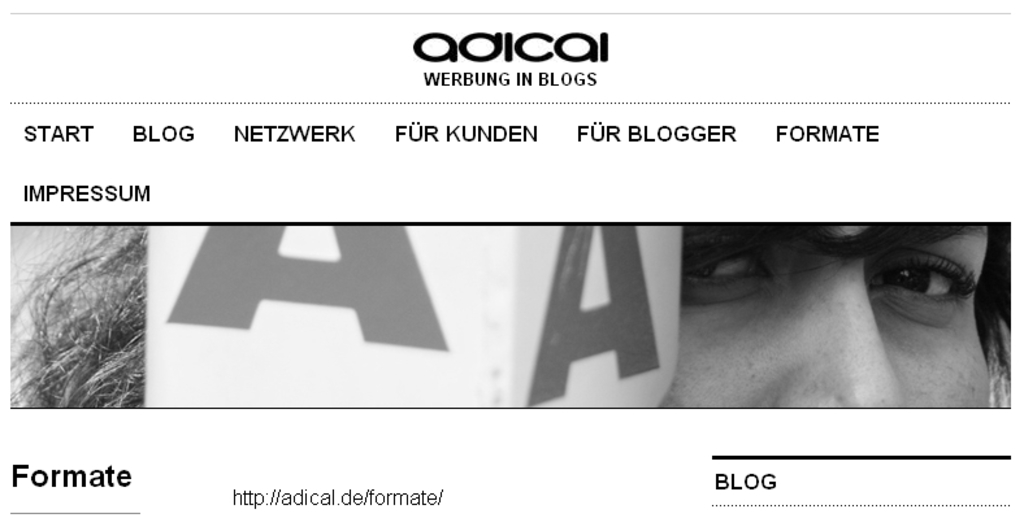 adical
WERBUNG IN BLOGS
START BLOG NETZWERK FÜR KUNDEN FÜR BLOGGER FORMATE
IMPRESSUM
A A
Formate
http://adical.de/formate/
BLOG